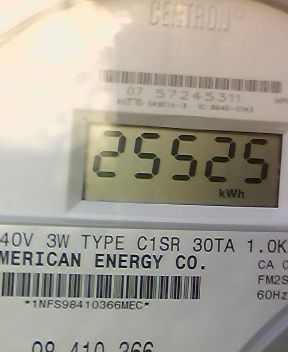 CENTRON®
07 57245311
25525
kWh
40V 3W TYPE C1SR 30TA 1.0K
MERICAN ENERGY CO.
CA 0
FM2S
60Hz
*1NFS98410366MEC*
98 410 366